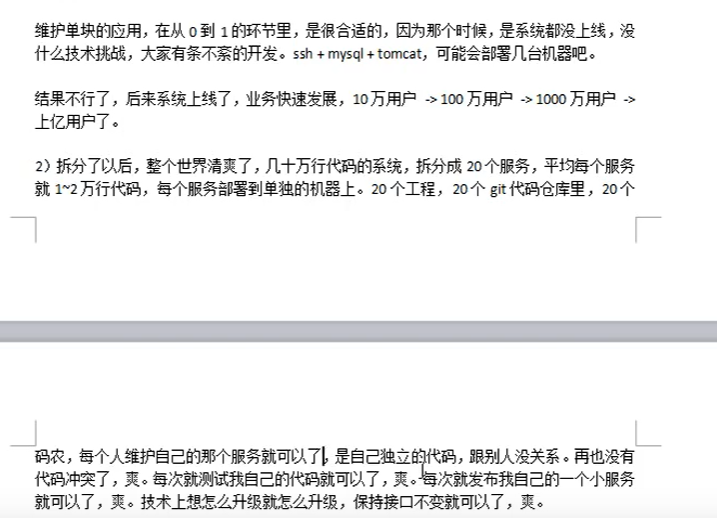 维护单块的应用，在从 0 到 1 的环节里，是很合适的，因为那个时候，是系统都没上线，没
什么技术挑战，大家有条不紊的开发。ssh + mysql + tomcat，可能会部署几台机器吧。
结果不行了，后来系统上线了，业务快速发展，10 万用户 -> 100 万用户 -> 1000 万用户 ->
上亿用户了。
2）拆分了以后，整个世界清爽了，几十万行代码的系统，拆分成 20 个服务，平均每个服务
就 1~2 万行代码，每个服务部署到单独的机器上。20 个工程，20 个 git 代码仓库里，20 个
码农，每个人维护自己的那个服务就可以了，是自己独立的代码，跟别人没关系。再也没有
代码冲突了，爽。每次就测试我自己的代码就可以了，爽。每次就发布我自己的一个小服务
就可以了，爽。技术上想怎么升级就怎么升级，保持接口不变就可以了，爽。